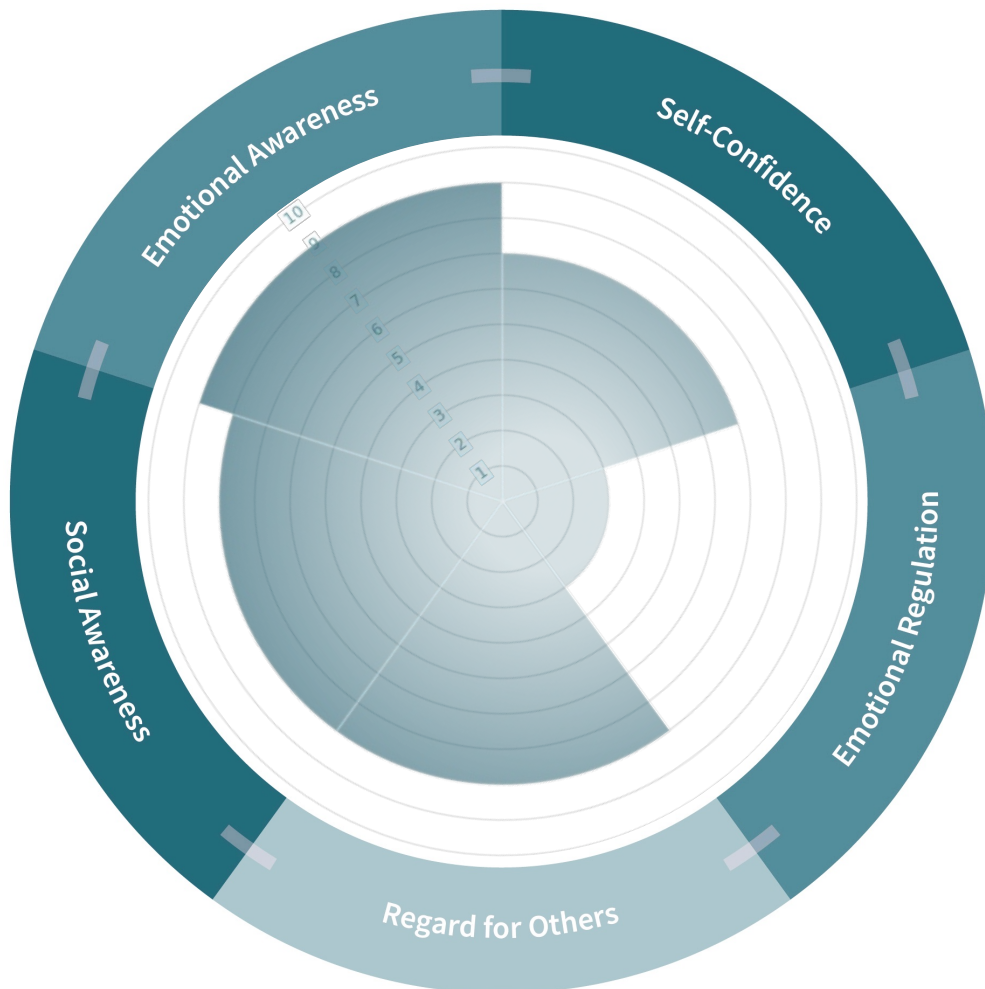 Emotional Awareness
Self-Confidence
10
9
8
7
6
5
4
3
2
1
Social Awareness
Emotional Regulation
Regard for Others